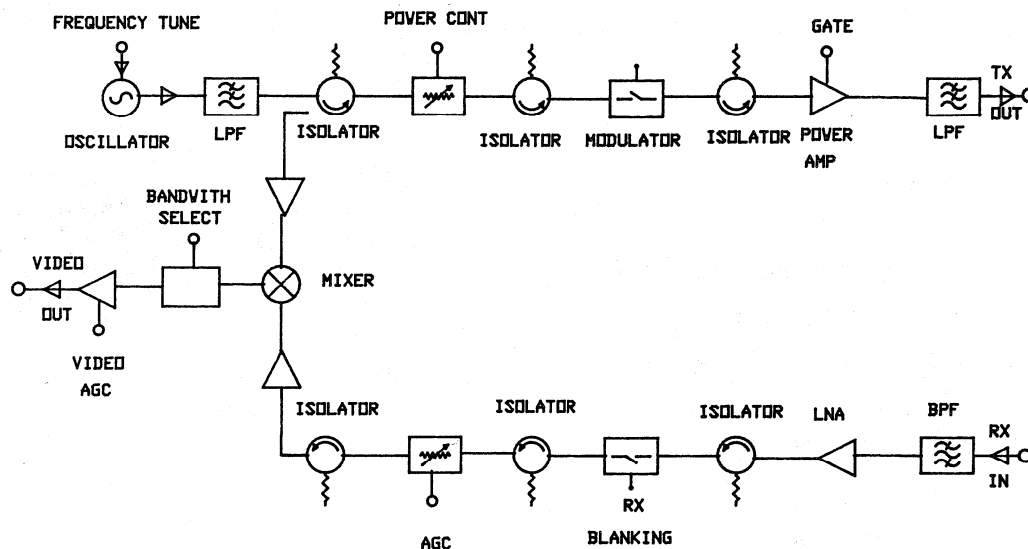 FREQUENCY TUNE
POWER CONT
GATE
TX
OUT
OSCILLATOR
LPF
ISOLATOR
ISOLATOR
MODULATOR
ISOLATOR
POWER
AMP
LPF
BANDWITH
SELECT
VIDEO
OUT
MIXER
VIDEO
AGC
ISOLATOR
ISOLATOR
ISOLATOR
LNA
BPF
RX
IN
AGC
RX
BLANKING